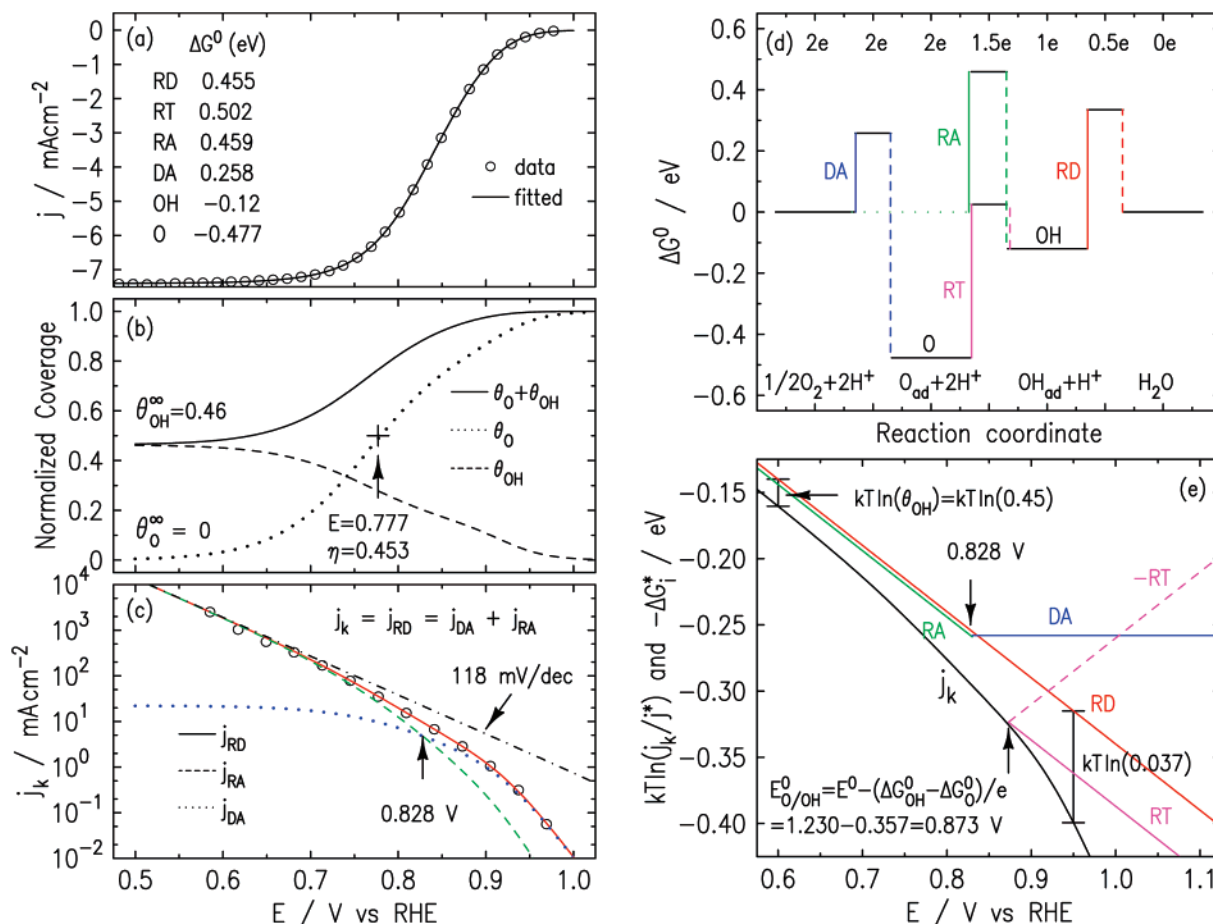 (a)
ΔG⁰ (eV)
RD 0.455
RT 0.502
RA 0.459
DA 0.258
OH −0.12
O −0.477
data
fitted
j / mAcm⁻²
0
−1
−2
−3
−4
−5
−6
−7
(b)
θ_OH^∞=0.46
θ_O+θ_OH
θ_O
θ_OH
θ_O^∞ = 0
E=0.777
η=0.453
Normalized Coverage
1.0
0.8
0.6
0.4
0.2
0
(c)
j_k = j_RD = j_DA + j_RA
118 mV/dec
j_RD
j_RA
j_DA
0.828 V
j_k / mAcm⁻²
10⁴
10³
10²
10¹
10⁰
10⁻¹
10⁻²
0.5 0.6 0.7 0.8 0.9 1.0
E / V vs RHE
(d)
2e 2e 2e 1.5e 1e 0.5e 0e
RA
DA
RD
OH
RT
O
1/2O₂+2H⁺ O_ad+2H⁺ OH_ad+H⁺ H₂O
ΔG⁰ / eV
0.6
0.4
0.2
0
−0.2
−0.4
−0.6
Reaction coordinate
(e)
kTln(θ_OH)=kTln(0.45)
0.828 V
−RT
DA
RA
j_k
RD
kTln(0.037)
E⁰_O/OH=E⁰−(ΔG⁰_OH−ΔG⁰_O)/e
=1.230−0.357=0.873 V
RT
kTln(j_k/j*) and −ΔG_i* / eV
−0.15
−0.20
−0.25
−0.30
−0.35
−0.40
0.6 0.7 0.8 0.9 1.0 1.1
E / V vs RHE